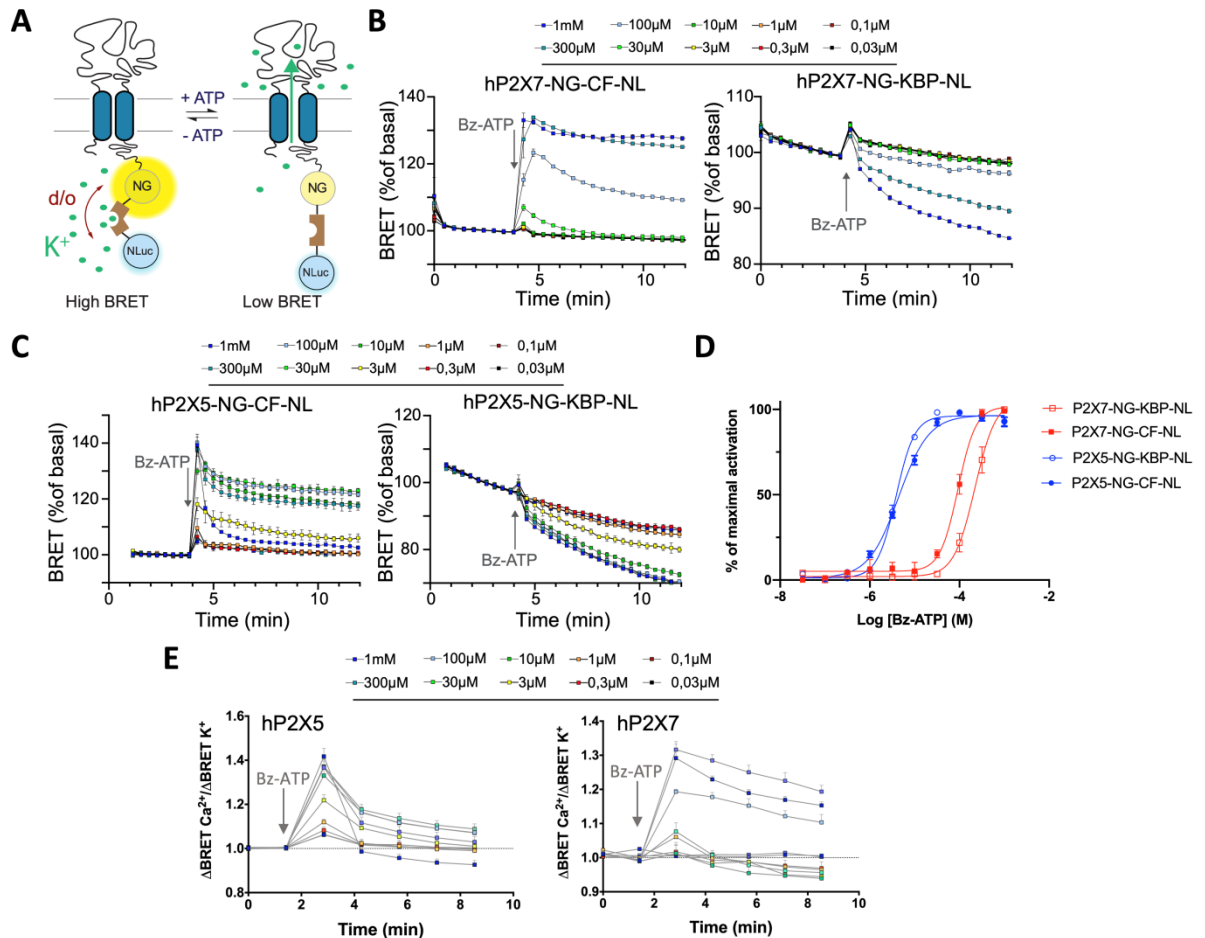 A
+ ATP
- ATP
NG
NG
d/o
K⁺
NLuc
NLuc
High BRET
Low BRET
B
1mM
100µM
10µM
1µM
0,1µM
300µM
30µM
3µM
0,3µM
0,03µM
hP2X7-NG-CF-NL
hP2X7-NG-KBP-NL
BRET (%of basal)
140
120
100
Bz-ATP
0
5
10
Time (min)
BRET (%of basal)
110
100
90
80
Bz-ATP
0
5
10
Time (min)
C
1mM
100µM
10µM
1µM
0,1µM
300µM
30µM
3µM
0,3µM
0,03µM
hP2X5-NG-CF-NL
hP2X5-NG-KBP-NL
BRET (%of basal)
140
120
100
Bz-ATP
0
5
10
Time (min)
BRET (%of basal)
120
100
80
Bz-ATP
0
5
10
Time (min)
D
% of maximal activation
100
50
0
-8
-6
-4
-2
Log [Bz-ATP] (M)
P2X7-NG-KBP-NL
P2X7-NG-CF-NL
P2X5-NG-KBP-NL
P2X5-NG-CF-NL
E
1mM
100µM
10µM
1µM
0,1µM
300µM
30µM
3µM
0,3µM
0,03µM
hP2X5
hP2X7
ΔBRET Ca²⁺/ΔBRET K⁺
1.6
1.4
1.2
1.0
0.8
Bz-ATP
0
2
4
6
8
10
Time (min)
ΔBRET Ca²⁺/ΔBRET K⁺
1.4
1.3
1.2
1.1
1.0
0.9
Bz-ATP
0
2
4
6
8
10
Time (min)